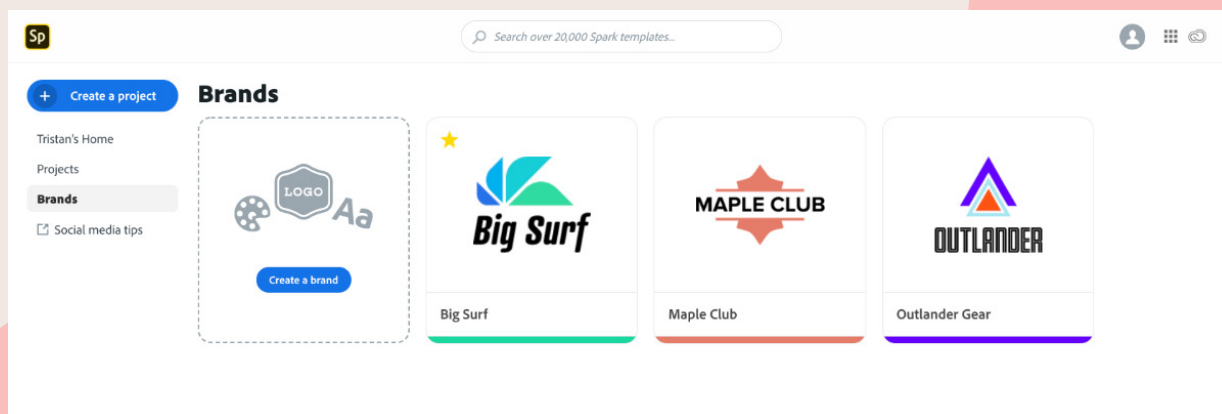 Sp
Search over 20,000 Spark templates...
+ Create a project
Tristan's Home
Projects
Brands
Social media tips
Brands
LOGO
Aa
Create a brand
Big Surf
Big Surf
MAPLE CLUB
Maple Club
OUTLANDER
Outlander Gear